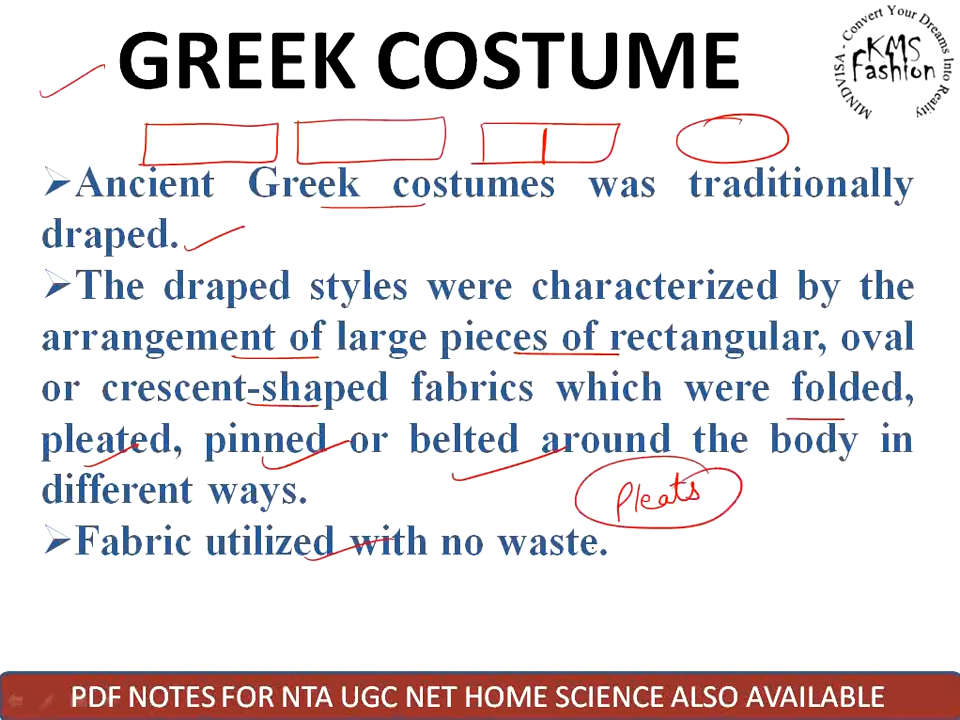 GREEK COSTUME
MINDVISA - Convert Your Dreams Into Reality
KMS
Fashion
➢Ancient Greek costumes was traditionally
draped.
➢The draped styles were characterized by the
arrangement of large pieces of rectangular, oval
or crescent-shaped fabrics which were folded,
pleated, pinned or belted around the body in
different ways.
Pleats
➢Fabric utilized with no waste.
PDF NOTES FOR NTA UGC NET HOME SCIENCE ALSO AVAILABLE